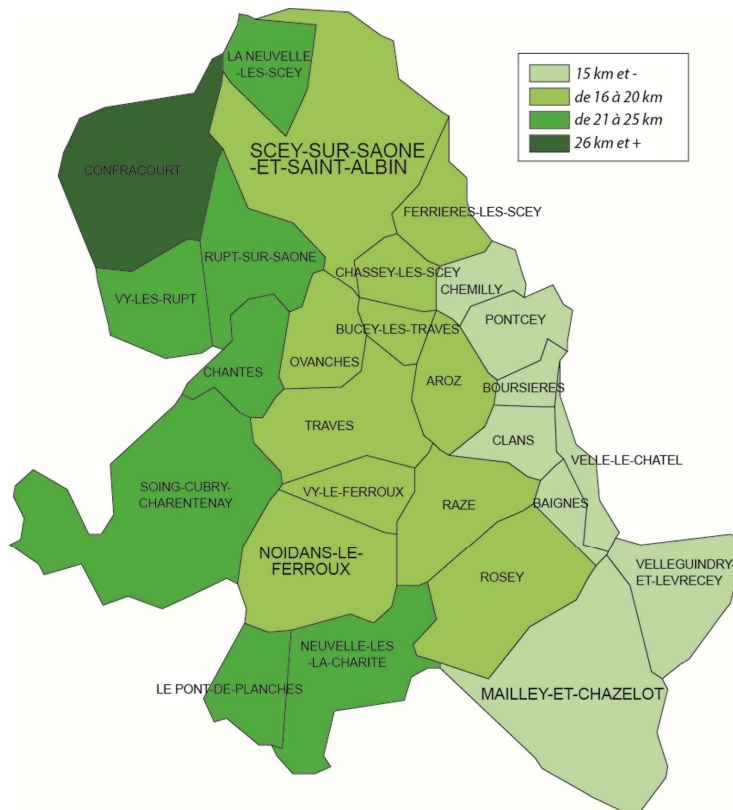 LA NEUVELLE
-LES-SCEY
15 km et -
de 16 à 20 km
de 21 à 25 km
26 km et +
SCEY-SUR-SAONE
-ET-SAINT-ALBIN
CONFRACOURT
FERRIERES-LES-SCEY
RUPT-SUR-SAONE
CHASSEY-LES-SCEY
CHEMILLY
VY-LES-RUPT
PONTCEY
BUCEY-LES-TRAVES
OVANCHES
CHANTES
AROZ
BOURSIERES
TRAVES
CLANS
VELLE-LE-CHATEL
SOING-CUBRY-
CHARENTENAY
VY-LE-FERROUX
RAZE
BAIGNES
NOIDANS-LE-
FERROUX
VELLEGUINDRY-
ET-LEVRECEY
ROSEY
NEUVELLE-LES
-LA-CHARITE
LE PONT-DE-PLANCHES
MAILLEY-ET-CHAZELOT